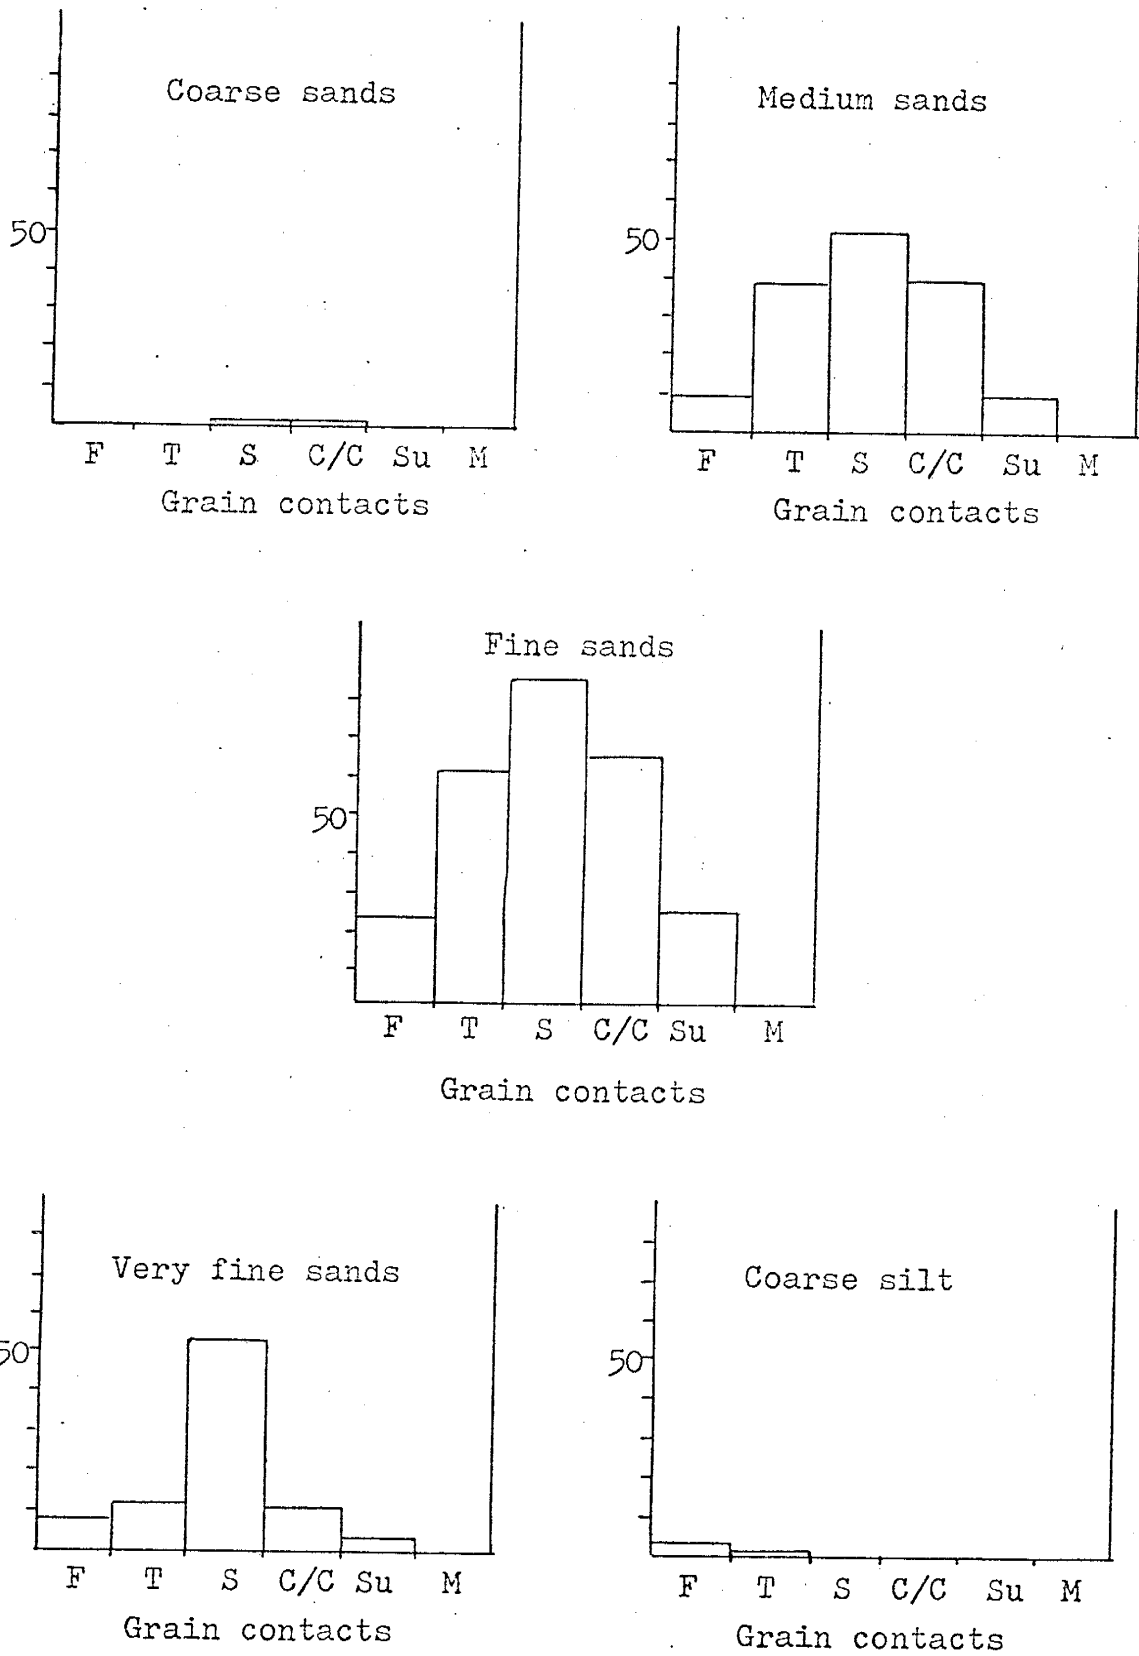 Coarse sands
50
F T S C/C Su M
Grain contacts
Medium sands
50
F T S C/C Su M
Grain contacts
Fine sands
50
F T S C/C Su M
Grain contacts
Very fine sands
50
F T S C/C Su M
Grain contacts
Coarse silt
50
F T S C/C Su M
Grain contacts